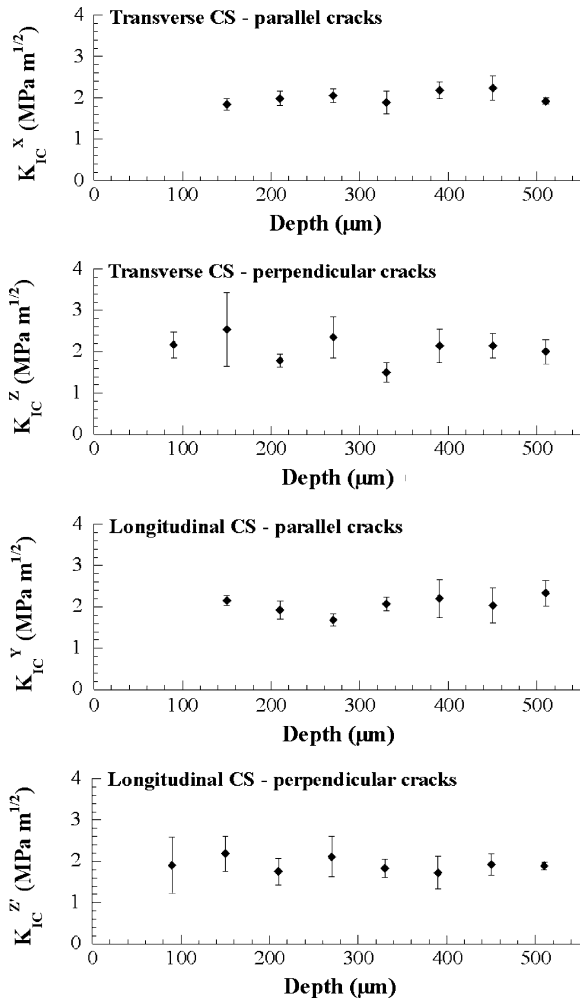 Transverse CS - parallel cracks
K_IC^X (MPa m^1/2)
4
3
2
1
0
0 100 200 300 400 500
Depth (µm)
Transverse CS - perpendicular cracks
K_IC^Z (MPa m^1/2)
4
3
2
1
0
0 100 200 300 400 500
Depth (µm)
Longitudinal CS - parallel cracks
K_IC^Y (MPa m^1/2)
4
3
2
1
0
0 100 200 300 400 500
Depth (µm)
Longitudinal CS - perpendicular cracks
K_IC^Z' (MPa m^1/2)
4
3
2
1
0
0 100 200 300 400 500
Depth (µm)